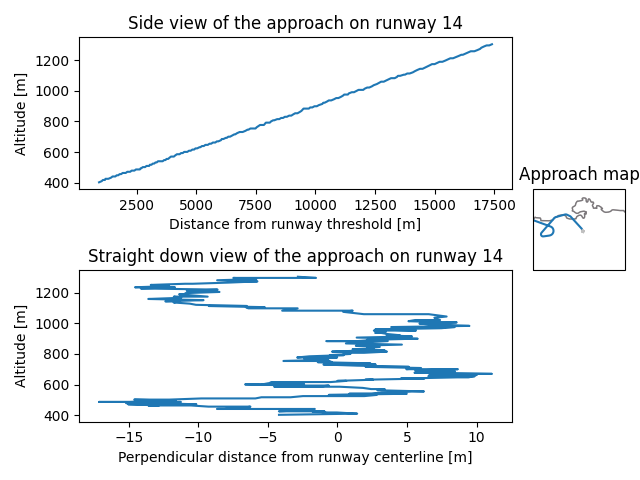 Side view of the approach on runway 14
Altitude [m]
1200
1000
800
600
400
2500 5000 7500 10000 12500 15000 17500
Distance from runway threshold [m]
Approach map
Straight down view of the approach on runway 14
Altitude [m]
1200
1000
800
600
400
−15 −10 −5 0 5 10
Perpendicular distance from runway centerline [m]